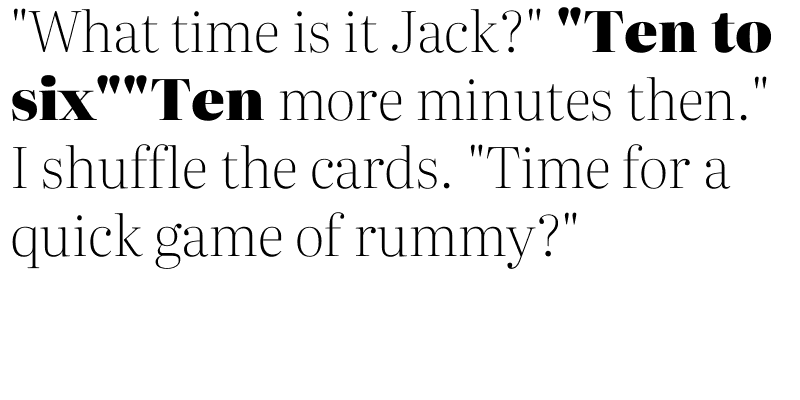 "What time is it Jack?" "Ten to
six""Ten more minutes then."
I shuffle the cards. "Time for a
quick game of rummy?"